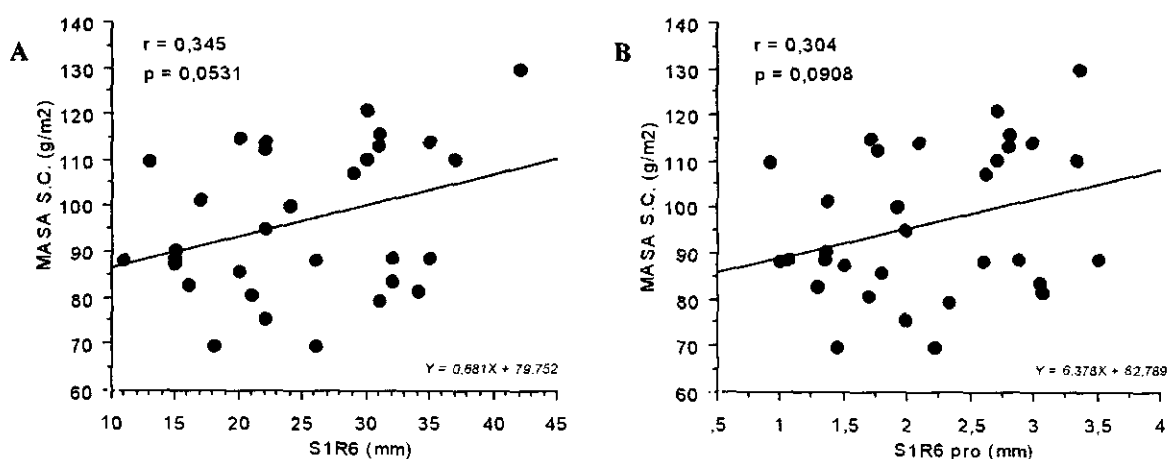 A
r = 0,345
p = 0,0531
MASA S.C. (g/m2)
140
130
120
110
100
90
80
70
60
10
15
20
25
30
35
40
45
S1R6 (mm)
Y = 0,681X + 79,752
B
r = 0,304
p = 0,0908
MASA S.C. (g/m2)
140
130
120
110
100
90
80
70
60
,5
1
1,5
2
2,5
3
3,5
4
S1R6 pro (mm)
Y = 6,378X + 82,789